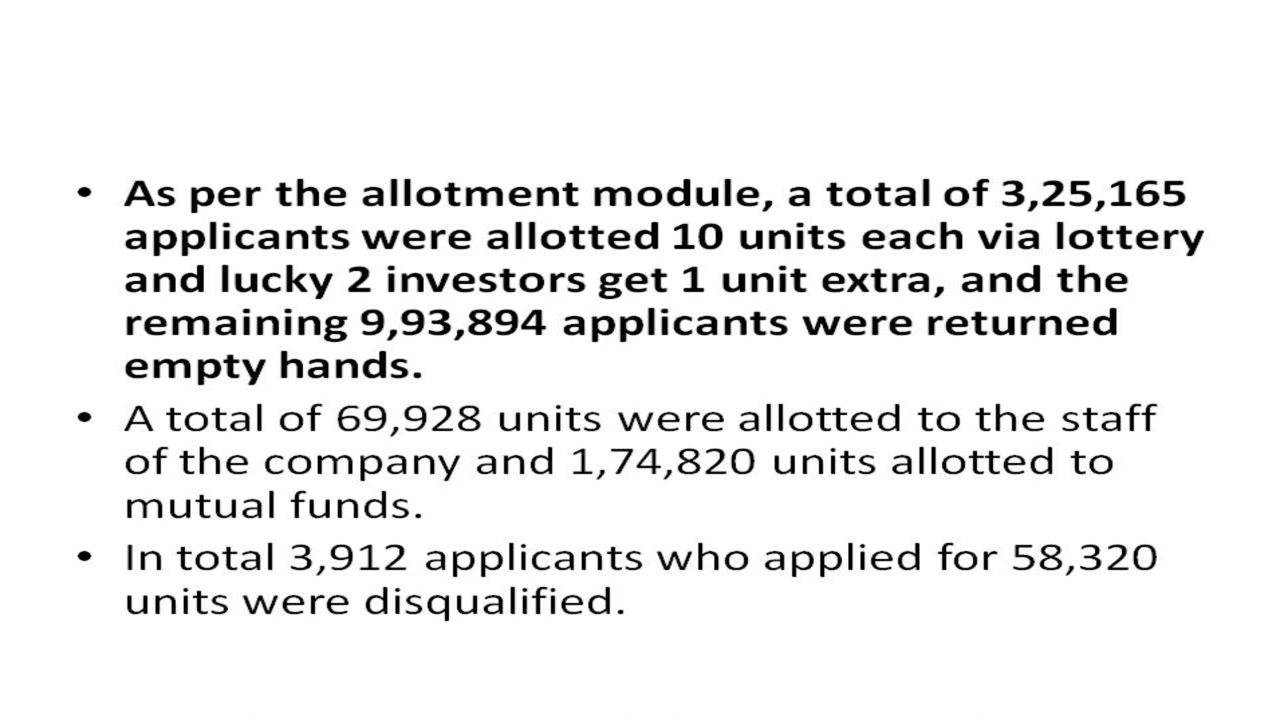 • As per the allotment module, a total of 3,25,165
applicants were allotted 10 units each via lottery
and lucky 2 investors get 1 unit extra, and the
remaining 9,93,894 applicants were returned
empty hands.
• A total of 69,928 units were allotted to the staff
of the company and 1,74,820 units allotted to
mutual funds.
• In total 3,912 applicants who applied for 58,320
units were disqualified.